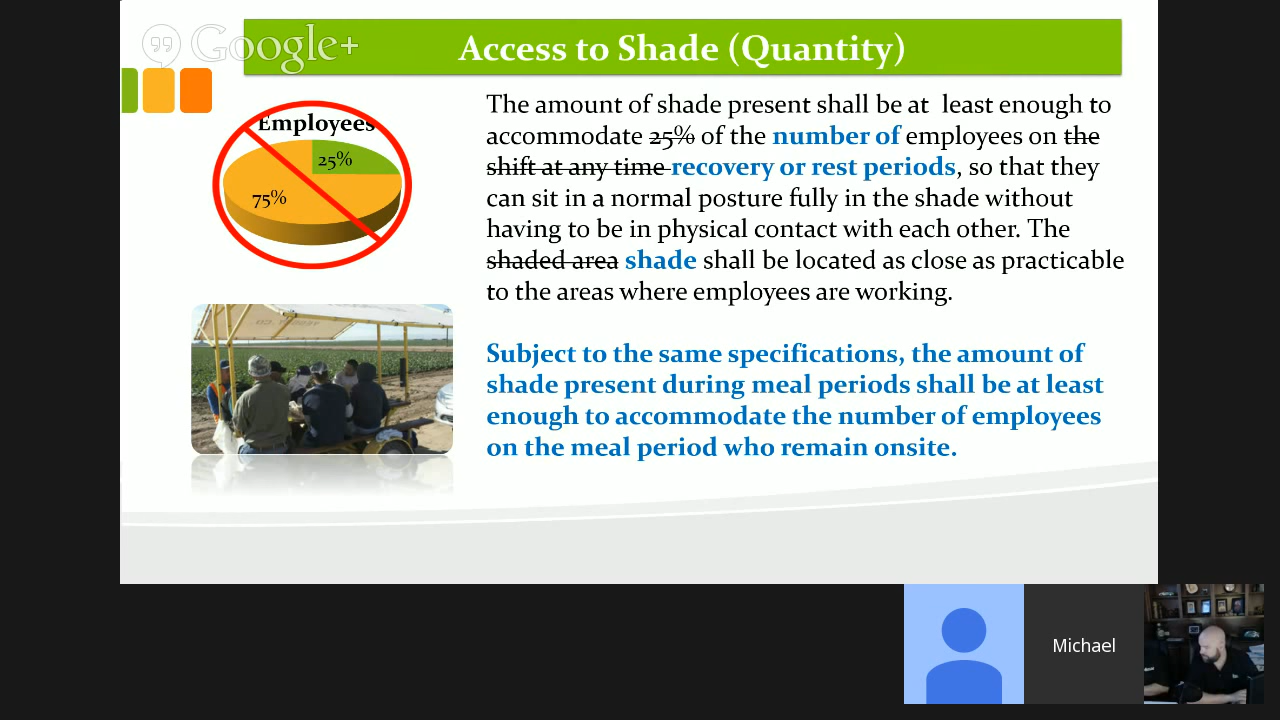 Google+
Access to Shade (Quantity)
Employees
25%
75%
The amount of shade present shall be at least enough to
accommodate 25% of the number of employees on the
shift at any time recovery or rest periods, so that they
can sit in a normal posture fully in the shade without
having to be in physical contact with each other. The
shaded area shade shall be located as close as practicable
to the areas where employees are working.
Subject to the same specifications, the amount of
shade present during meal periods shall be at least
enough to accommodate the number of employees
on the meal period who remain onsite.
Michael